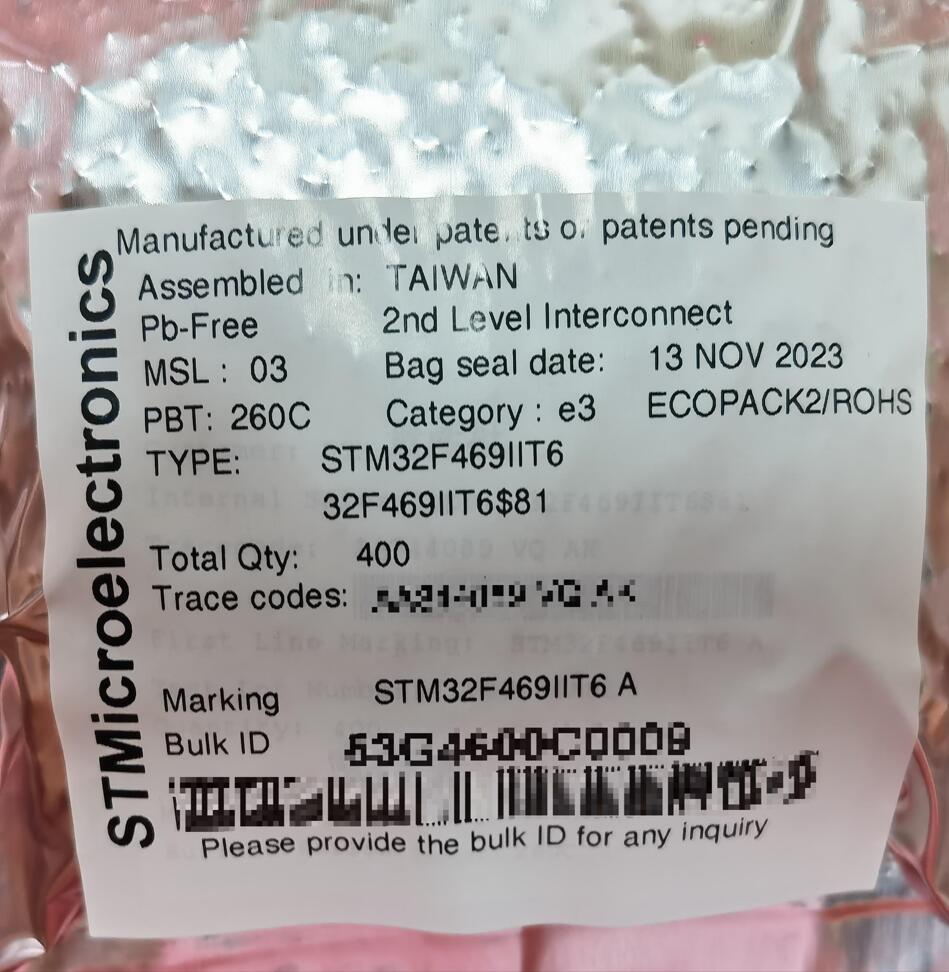 STMicroelectronics
Manufactured under patents or patents pending
Assembled in: TAIWAN
Pb-Free 2nd Level Interconnect
MSL : 03 Bag seal date: 13 NOV 2023
PBT: 260C Category : e3 ECOPACK2/ROHS
TYPE: STM32F469IIT6
32F469IIT6$81
Total Qty: 400
Trace codes:
Marking STM32F469IIT6 A
Bulk ID
Please provide the bulk ID for any inquiry